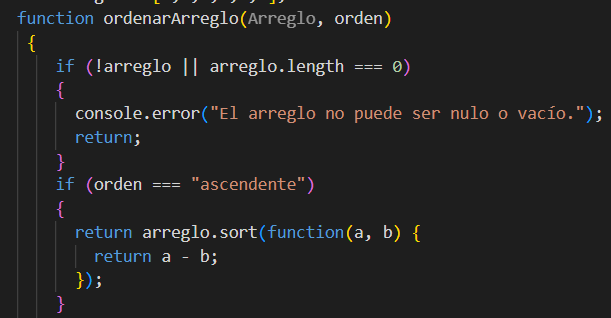 function ordenarArreglo(Arreglo, orden)
{
if (!arreglo || arreglo.length === 0)
{
console.error("El arreglo no puede ser nulo o vacío.");
return;
}
if (orden === "ascendente")
{
return arreglo.sort(function(a, b) {
return a - b;
});
}